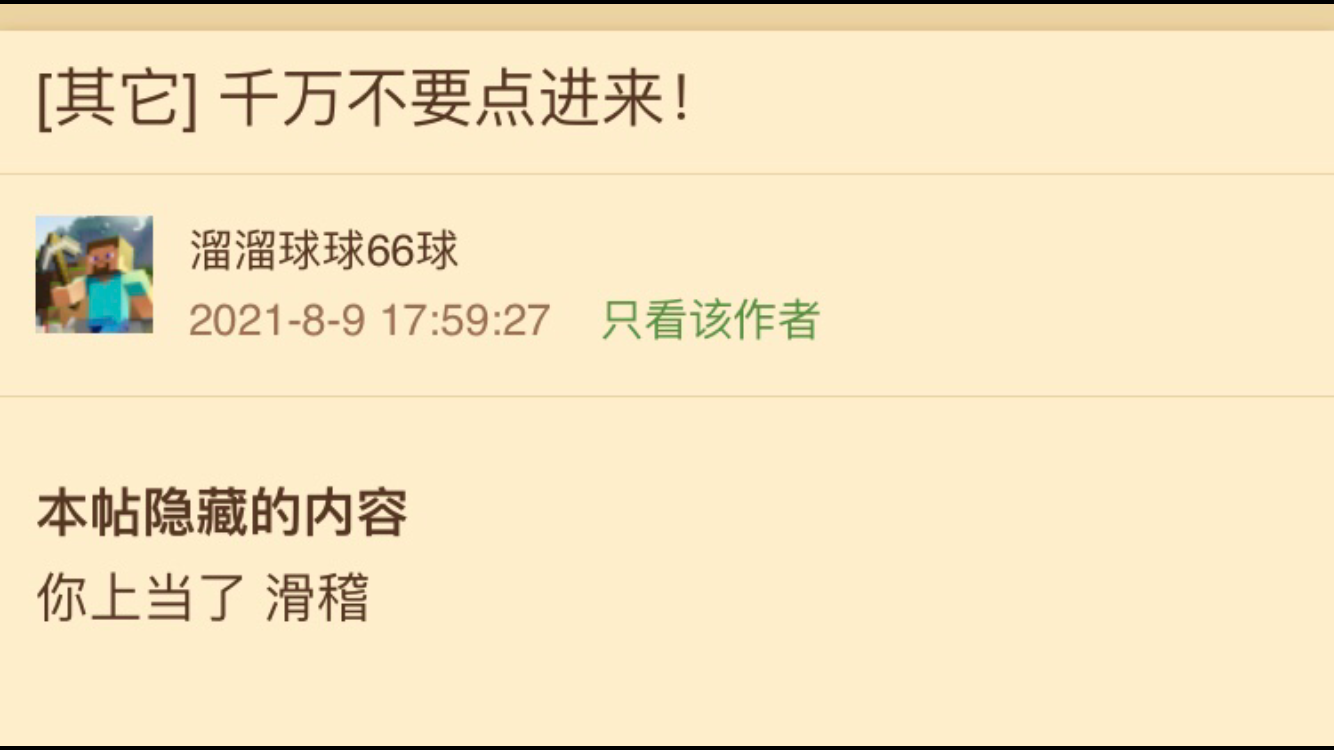 [其它] 千万不要点进来!
溜溜球球66球
2021-8-9 17:59:27 只看该作者
本帖隐藏的内容
你上当了 滑稽